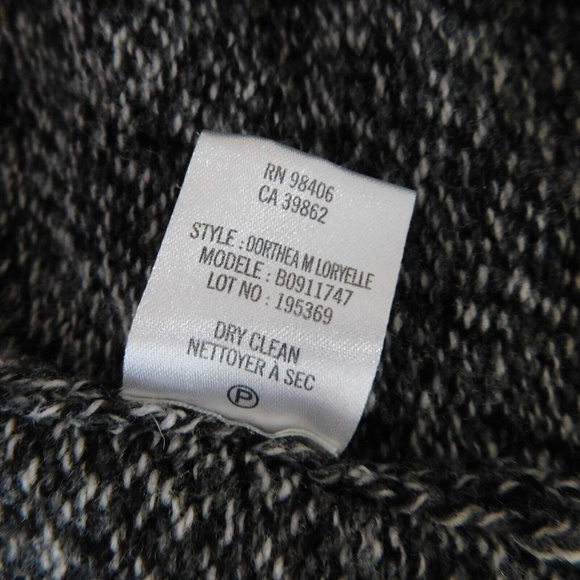 RN 98406
CA 39862
STYLE : DORTHEA M LORYELLE
MODELE : B0911747
LOT NO : 195369
DRY CLEAN
NETTOYER À SEC
P